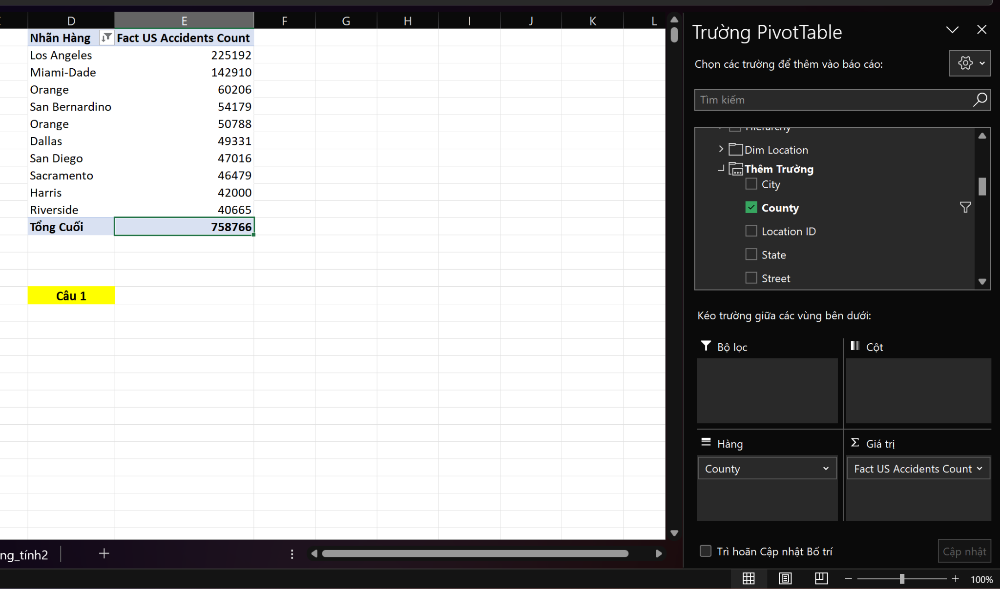 D E F G H I J K L
Nhãn Hàng Fact US Accidents Count
Los Angeles 225192
Miami-Dade 142910
Orange 60206
San Bernardino 54179
Orange 50788
Dallas 49331
San Diego 47016
Sacramento 46479
Harris 42000
Riverside 40665
Tổng Cuối 758766
Câu 1
ng_tính2
Trường PivotTable
Chọn các trường để thêm vào báo cáo:
Tìm kiếm
Hierarchy
Dim Location
Thêm Trường
City
County
Location ID
State
Street
Kéo trường giữa các vùng bên dưới:
Bộ lọc
Cột
Hàng
Σ Giá trị
County
Fact US Accidents Count
Trì hoãn Cập nhật Bố trí
Cập nhật
100%